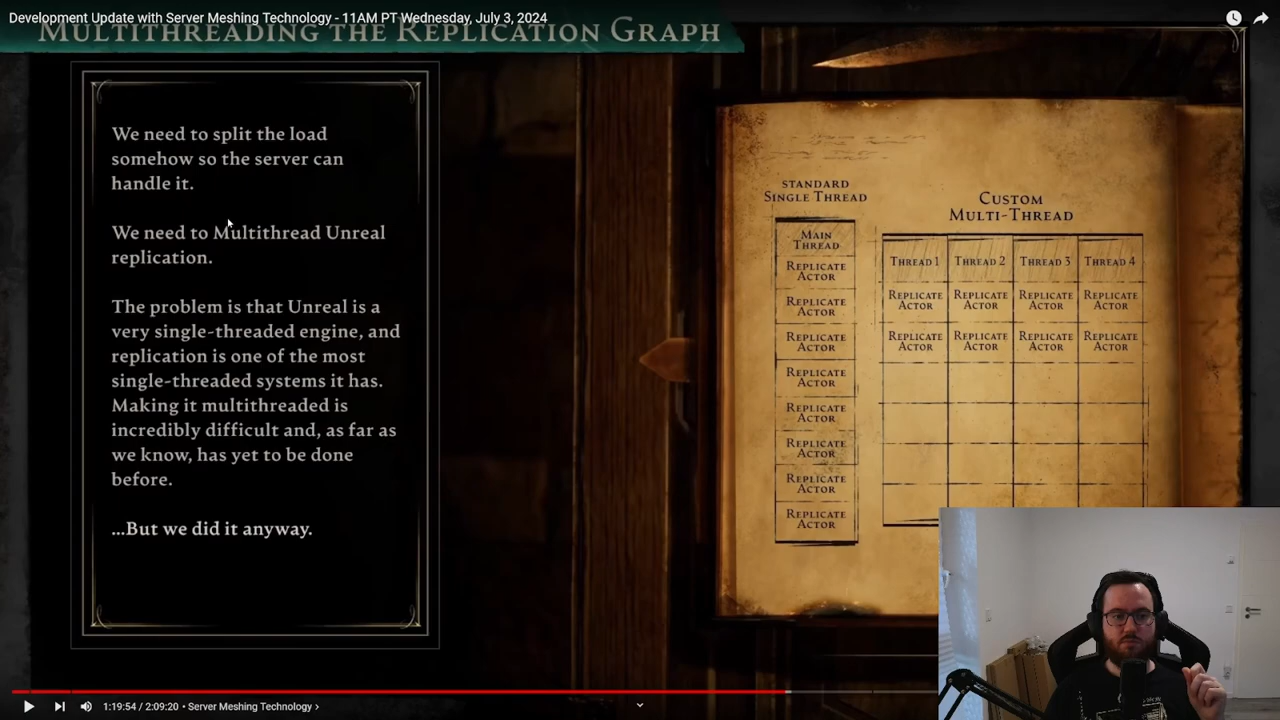 Development Update with Server Meshing Technology - 11AM PT Wednesday, July 3, 2024
Multithreading the Replication Graph
We need to split the load
somehow so the server can
handle it.
We need to Multithread Unreal
replication.
The problem is that Unreal is a
very single-threaded engine, and
replication is one of the most
single-threaded systems it has.
Making it multithreaded is
incredibly difficult and, as far as
we know, has yet to be done
before.
...But we did it anyway.
Standard
Single Thread
Main
Thread
Replicate
Actor
Replicate
Actor
Replicate
Actor
Replicate
Actor
Replicate
Actor
Replicate
Actor
Replicate
Actor
Replicate
Actor
Custom
Multi-Thread
Thread 1 Thread 2 Thread 3 Thread 4
Replicate Replicate Replicate Replicate
Actor Actor Actor Actor
Replicate Replicate Replicate Replicate
Actor Actor Actor Actor
1:19:54 / 2:09:20 • Server Meshing Technology ›